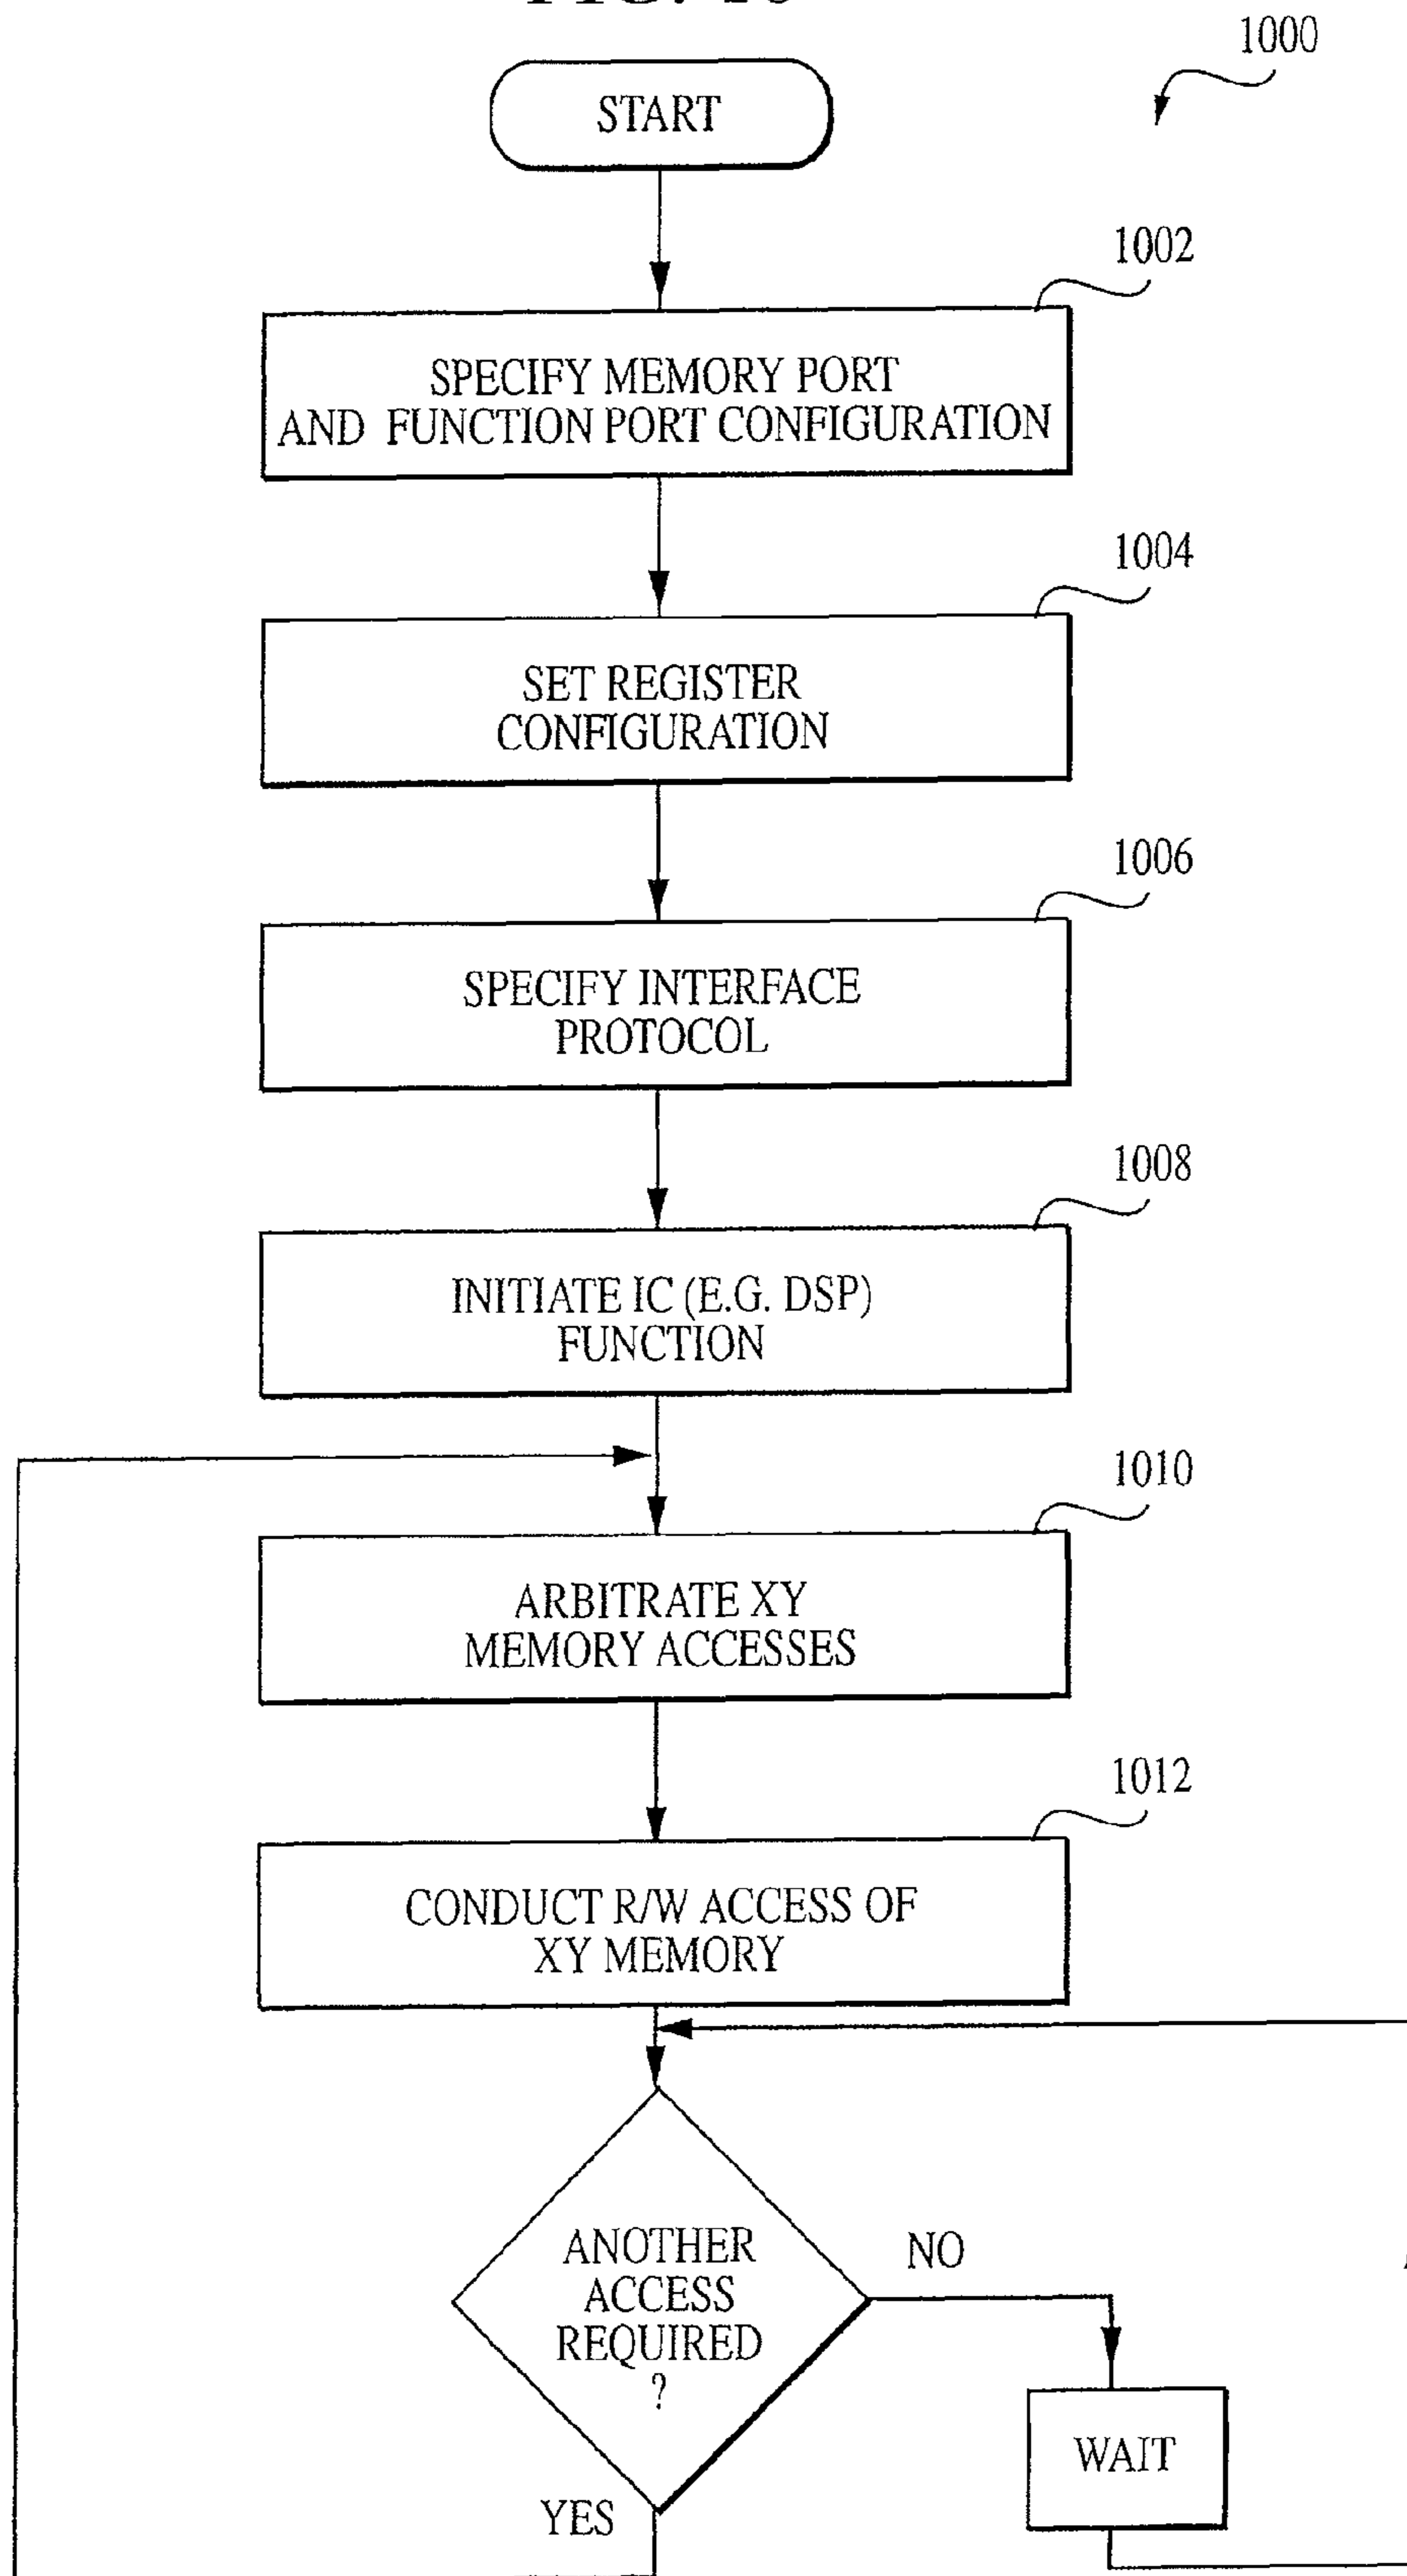 1000
START
1002
SPECIFY MEMORY PORT
AND FUNCTION PORT CONFIGURATION
1004
SET REGISTER
CONFIGURATION
1006
SPECIFY INTERFACE
PROTOCOL
1008
INITIATE IC (E.G. DSP)
FUNCTION
1010
ARBITRATE XY
MEMORY ACCESSES
1012
CONDUCT R/W ACCESS OF
XY MEMORY
ANOTHER
ACCESS
REQUIRED
?
NO
WAIT
YES